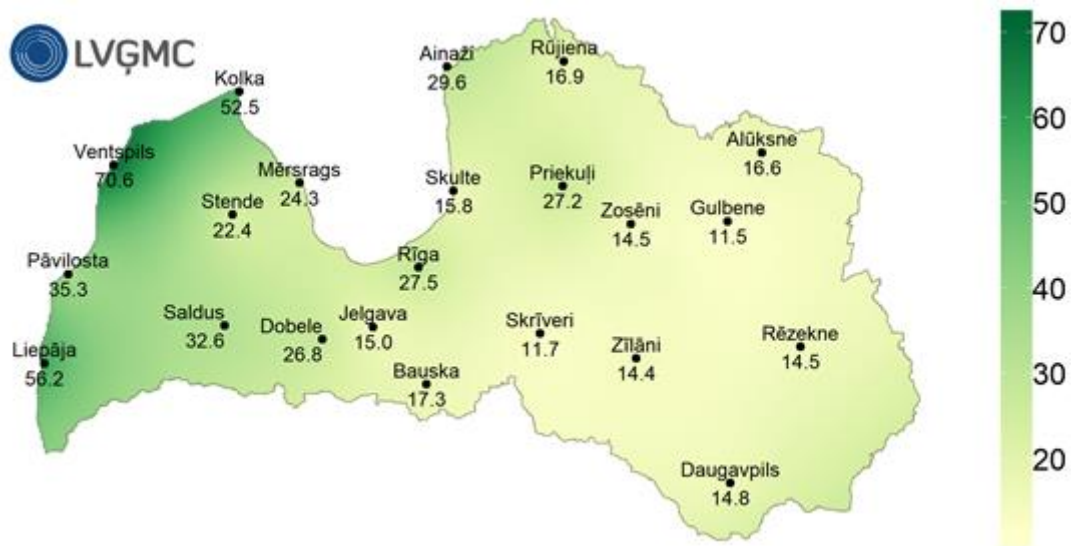 LVĢMC
Kolka
52.5
Ainaži
29.6
Rūjiena
16.9
Ventspils
70.6
Mērsrags
24.3
Stende
22.4
Skulte
15.8
Priekuļi
27.2
Zosēni
14.5
Alūksne
16.6
Gulbene
11.5
Pāvilosta
35.3
Rīga
27.5
Saldus
32.6
Dobele
26.8
Jelgava
15.0
Liepāja
56.2
Bauska
17.3
Skrīveri
11.7
Zīlāni
14.4
Rēzekne
14.5
Daugavpils
14.8
70
60
50
40
30
20